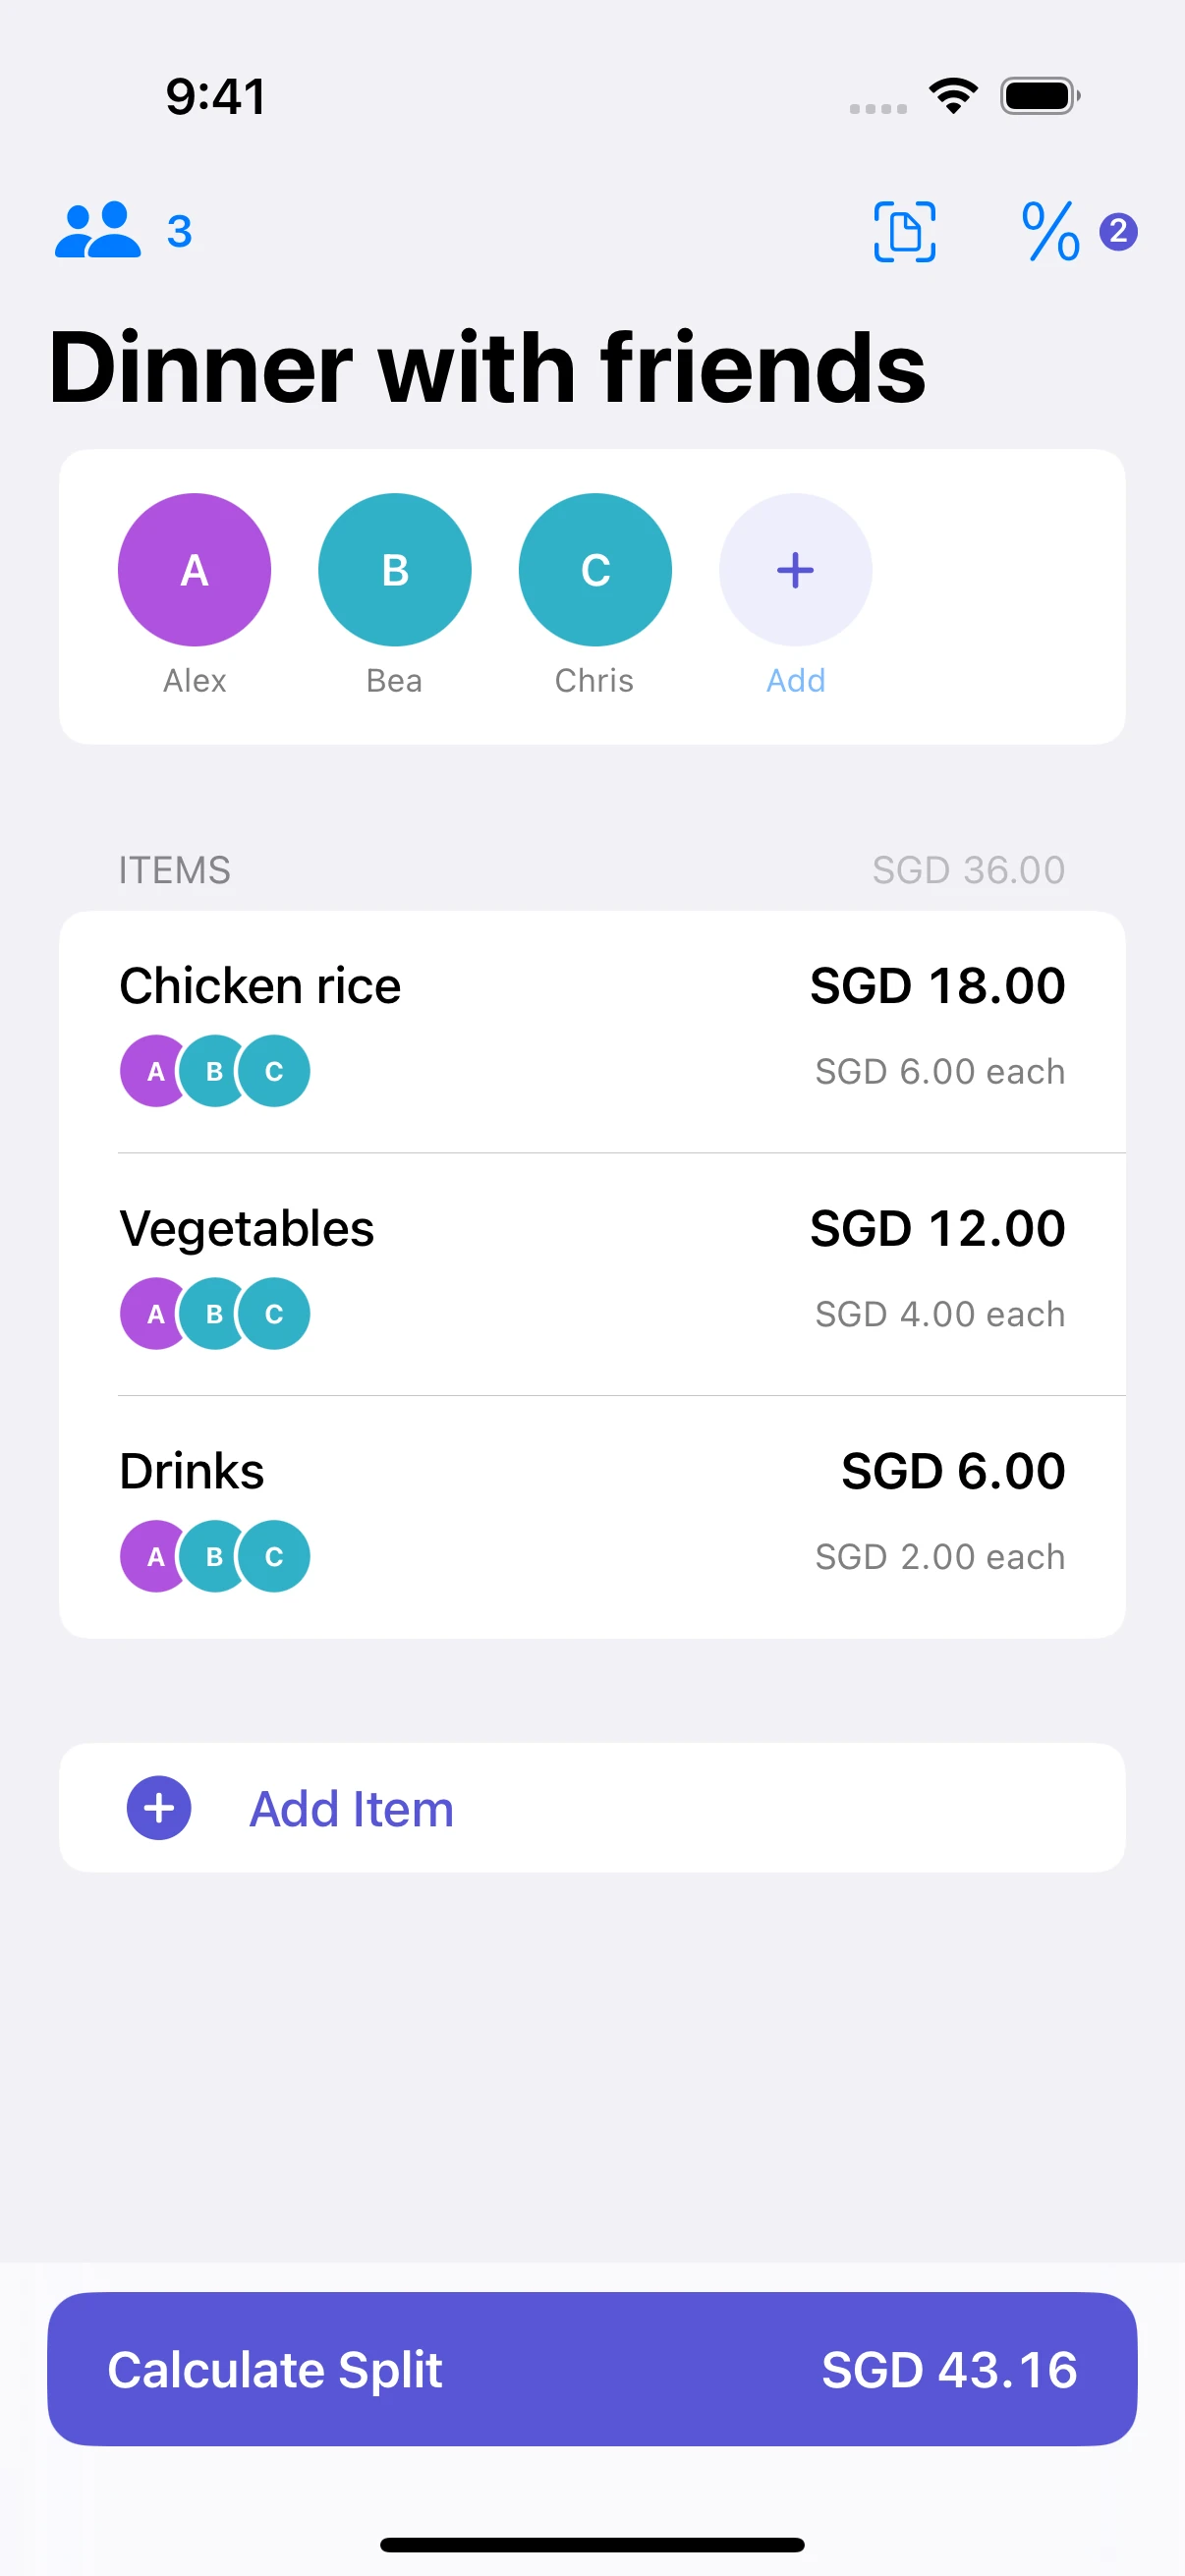 9:41
3
% 2
Dinner with friends
A B C +
Alex Bea Chris Add
ITEMS SGD 36.00
Chicken rice SGD 18.00
A B C SGD 6.00 each
Vegetables SGD 12.00
A B C SGD 4.00 each
Drinks SGD 6.00
A B C SGD 2.00 each
+ Add Item
Calculate Split SGD 43.16